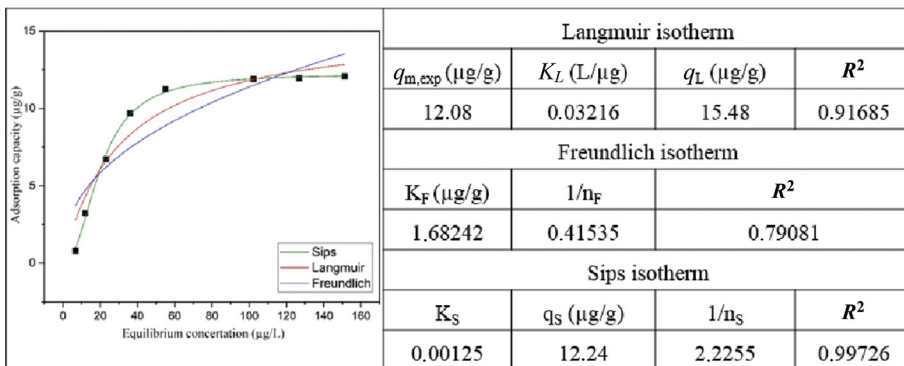 Adsorption capacity (µg/g)
15
10
5
0
0 20 40 60 80 100 120 140 160
Equilibrium concertation (µg/L)
Sips
Langmuir
Freundlich
Langmuir isotherm
qm,exp (µg/g) KL (L/µg) qL (µg/g) R²
12.08 0.03216 15.48 0.91685
Freundlich isotherm
KF (µg/g) 1/nF R²
1.68242 0.41535 0.79081
Sips isotherm
KS qS (µg/g) 1/nS R²
0.00125 12.24 2.2255 0.99726